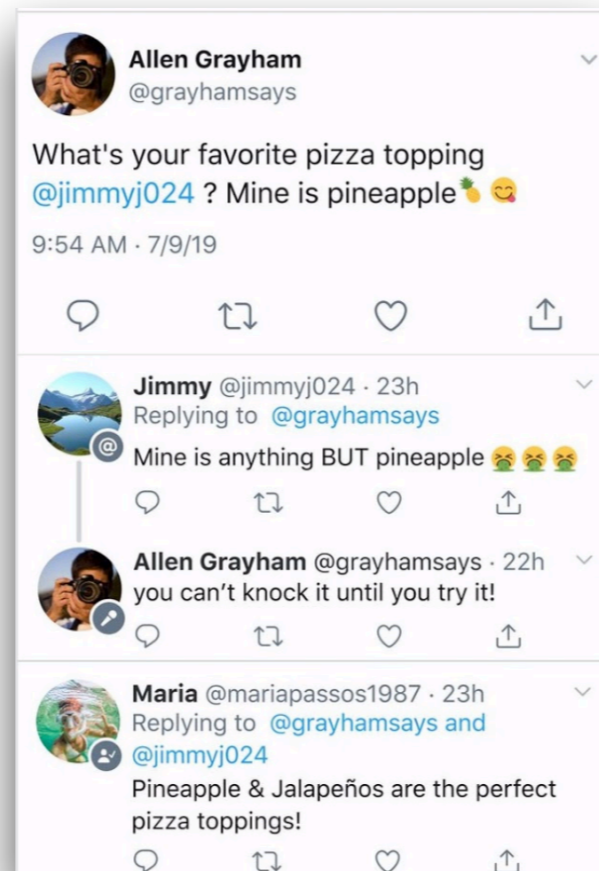 Allen Grayham
@grayhamsays
What's your favorite pizza topping
@jimmyj024 ? Mine is pineapple🍍 😋
9:54 AM · 7/9/19
Jimmy @jimmyj024 · 23h
Replying to @grayhamsays
Mine is anything BUT pineapple 🤮 🤮 🤮
Allen Grayham @grayhamsays · 22h
you can’t knock it until you try it!
Maria @mariapassos1987 · 23h
Replying to @grayhamsays and
@jimmyj024
Pineapple & Jalapeños are the perfect
pizza toppings!